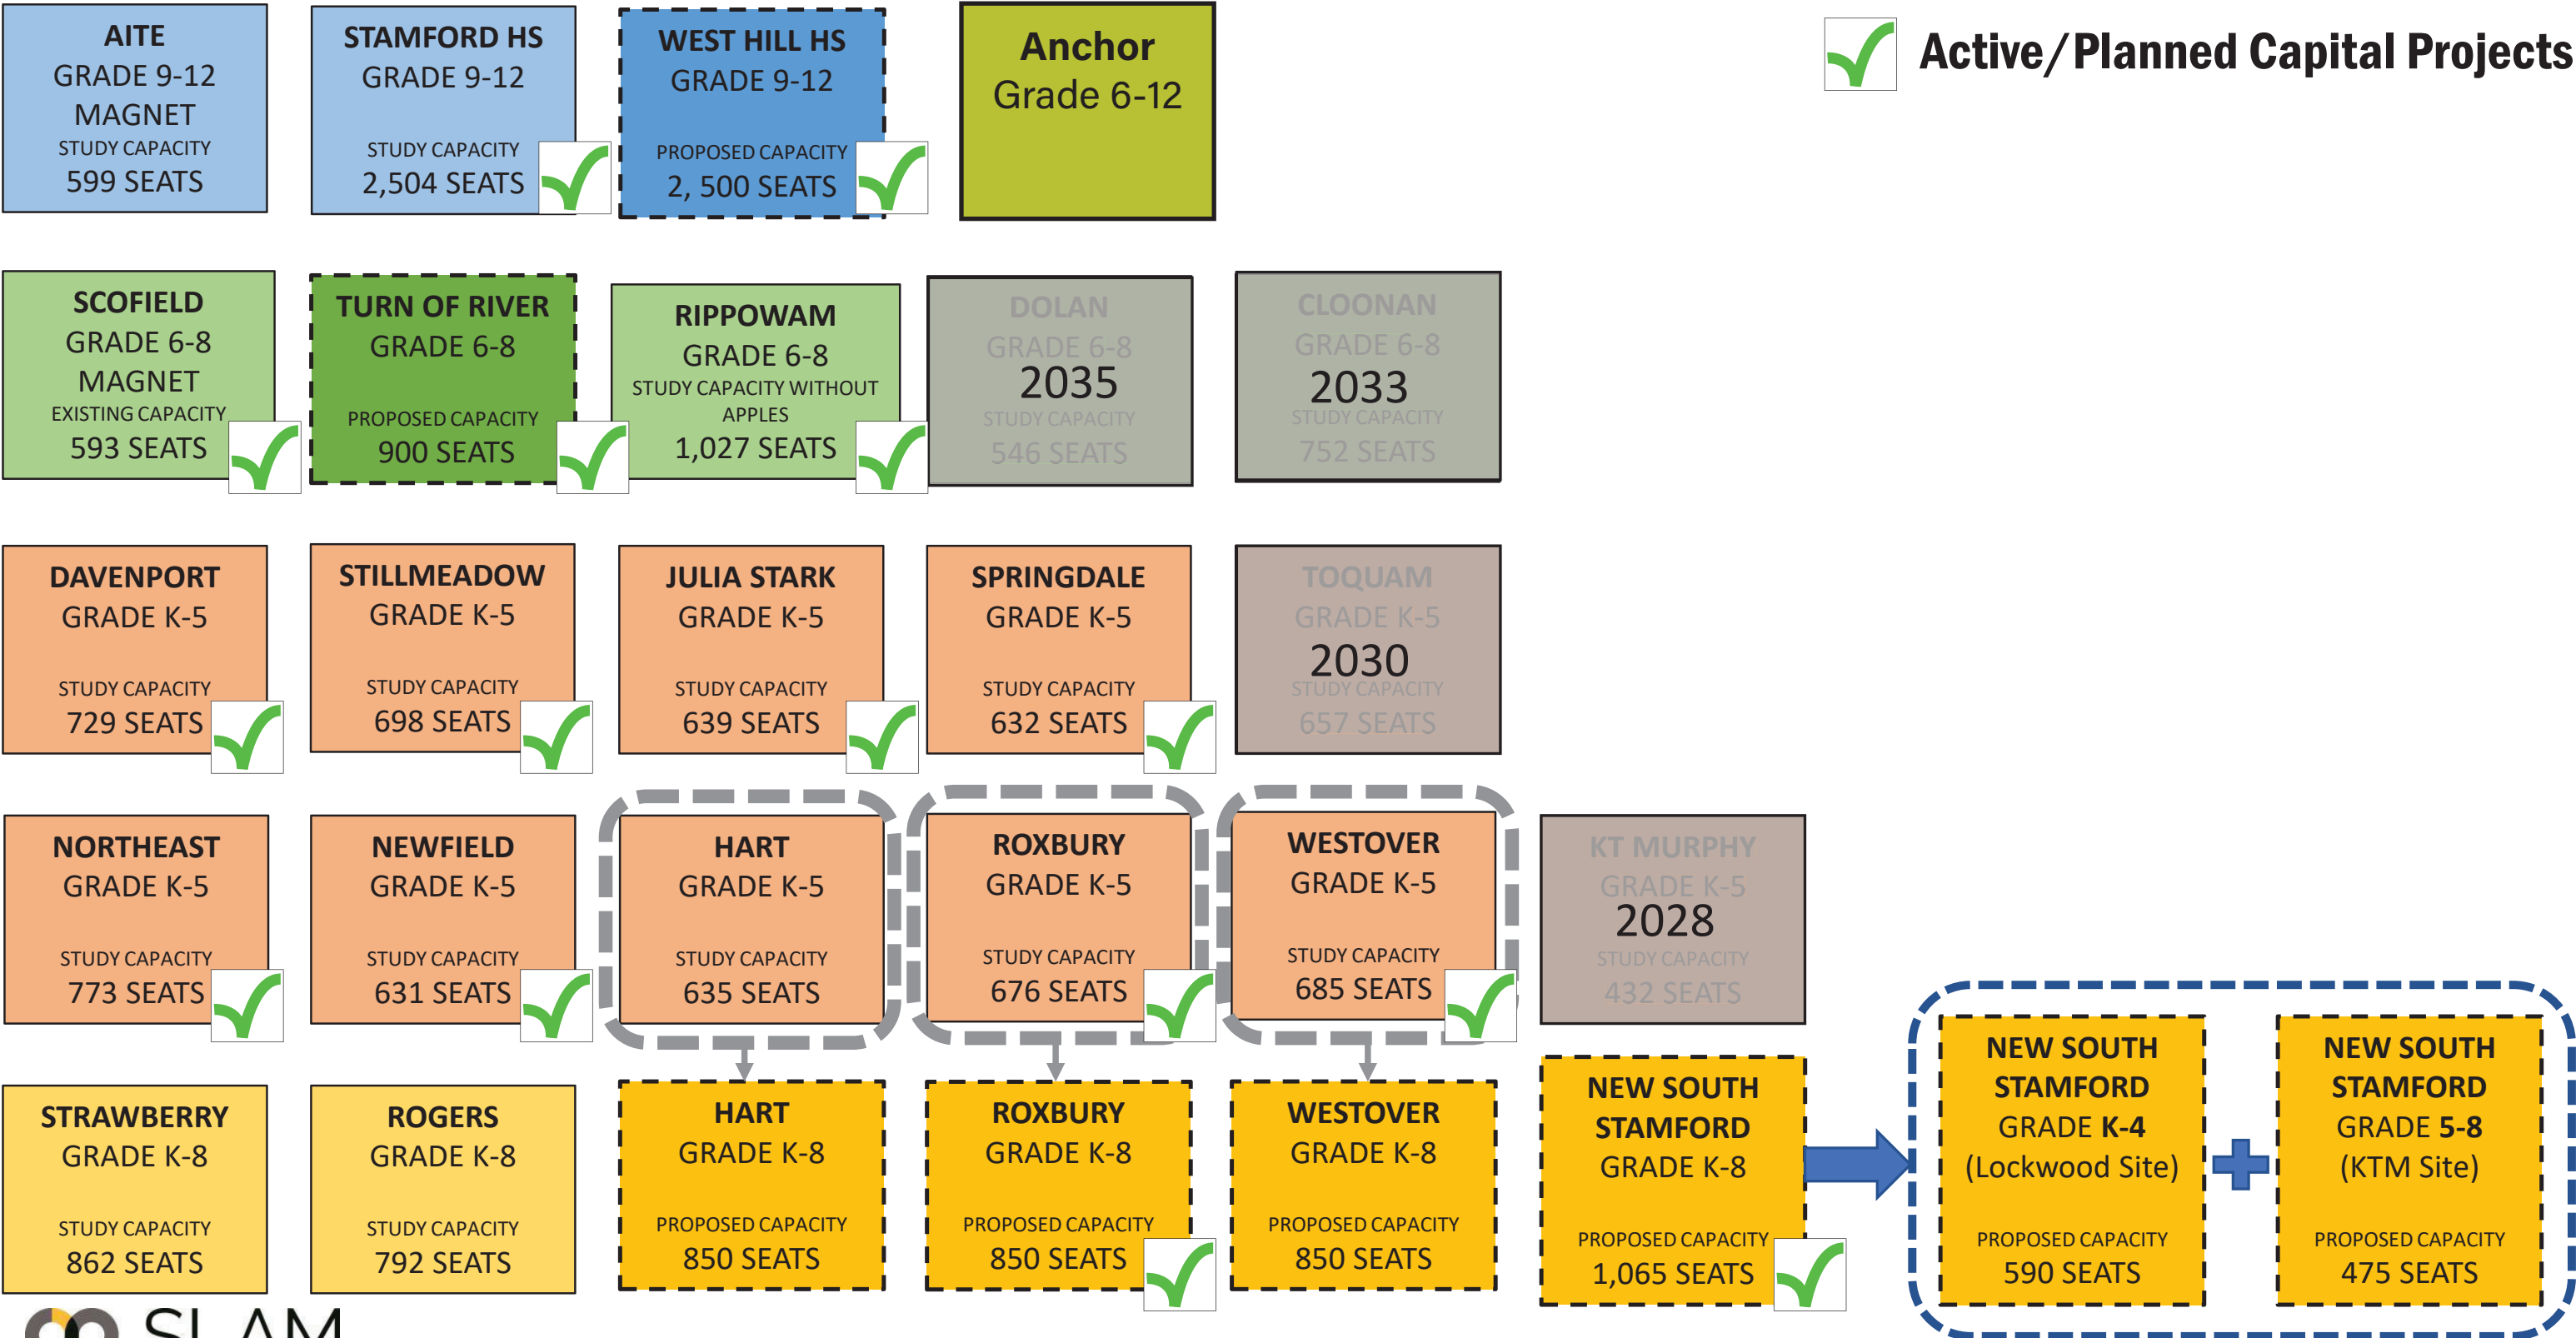 AITE
GRADE 9-12
MAGNET
STUDY CAPACITY
599 SEATS
STAMFORD HS
GRADE 9-12
STUDY CAPACITY
2,504 SEATS
WEST HILL HS
GRADE 9-12
PROPOSED CAPACITY
2, 500 SEATS
Anchor
Grade 6-12
Active/Planned Capital Projects
SCOFIELD
GRADE 6-8
MAGNET
EXISTING CAPACITY
593 SEATS
TURN OF RIVER
GRADE 6-8
PROPOSED CAPACITY
900 SEATS
RIPPOWAM
GRADE 6-8
STUDY CAPACITY WITHOUT
APPLES
1,027 SEATS
DOLAN
GRADE 6-8
2035
STUDY CAPACITY
546 SEATS
CLOONAN
GRADE 6-8
2033
STUDY CAPACITY
752 SEATS
DAVENPORT
GRADE K-5
STUDY CAPACITY
729 SEATS
STILLMEADOW
GRADE K-5
STUDY CAPACITY
698 SEATS
JULIA STARK
GRADE K-5
STUDY CAPACITY
639 SEATS
SPRINGDALE
GRADE K-5
STUDY CAPACITY
632 SEATS
TOQUAM
GRADE K-5
2030
STUDY CAPACITY
657 SEATS
NORTHEAST
GRADE K-5
STUDY CAPACITY
773 SEATS
NEWFIELD
GRADE K-5
STUDY CAPACITY
631 SEATS
HART
GRADE K-5
STUDY CAPACITY
635 SEATS
ROXBURY
GRADE K-5
STUDY CAPACITY
676 SEATS
WESTOVER
GRADE K-5
STUDY CAPACITY
685 SEATS
KT MURPHY
GRADE K-5
2028
STUDY CAPACITY
432 SEATS
STRAWBERRY
GRADE K-8
STUDY CAPACITY
862 SEATS
ROGERS
GRADE K-8
STUDY CAPACITY
792 SEATS
HART
GRADE K-8
PROPOSED CAPACITY
850 SEATS
ROXBURY
GRADE K-8
PROPOSED CAPACITY
850 SEATS
WESTOVER
GRADE K-8
PROPOSED CAPACITY
850 SEATS
NEW SOUTH
STAMFORD
GRADE K-8
PROPOSED CAPACITY
1,065 SEATS
NEW SOUTH
STAMFORD
GRADE K-4
(Lockwood Site)
PROPOSED CAPACITY
590 SEATS
NEW SOUTH
STAMFORD
GRADE 5-8
(KTM Site)
PROPOSED CAPACITY
475 SEATS
SLAM